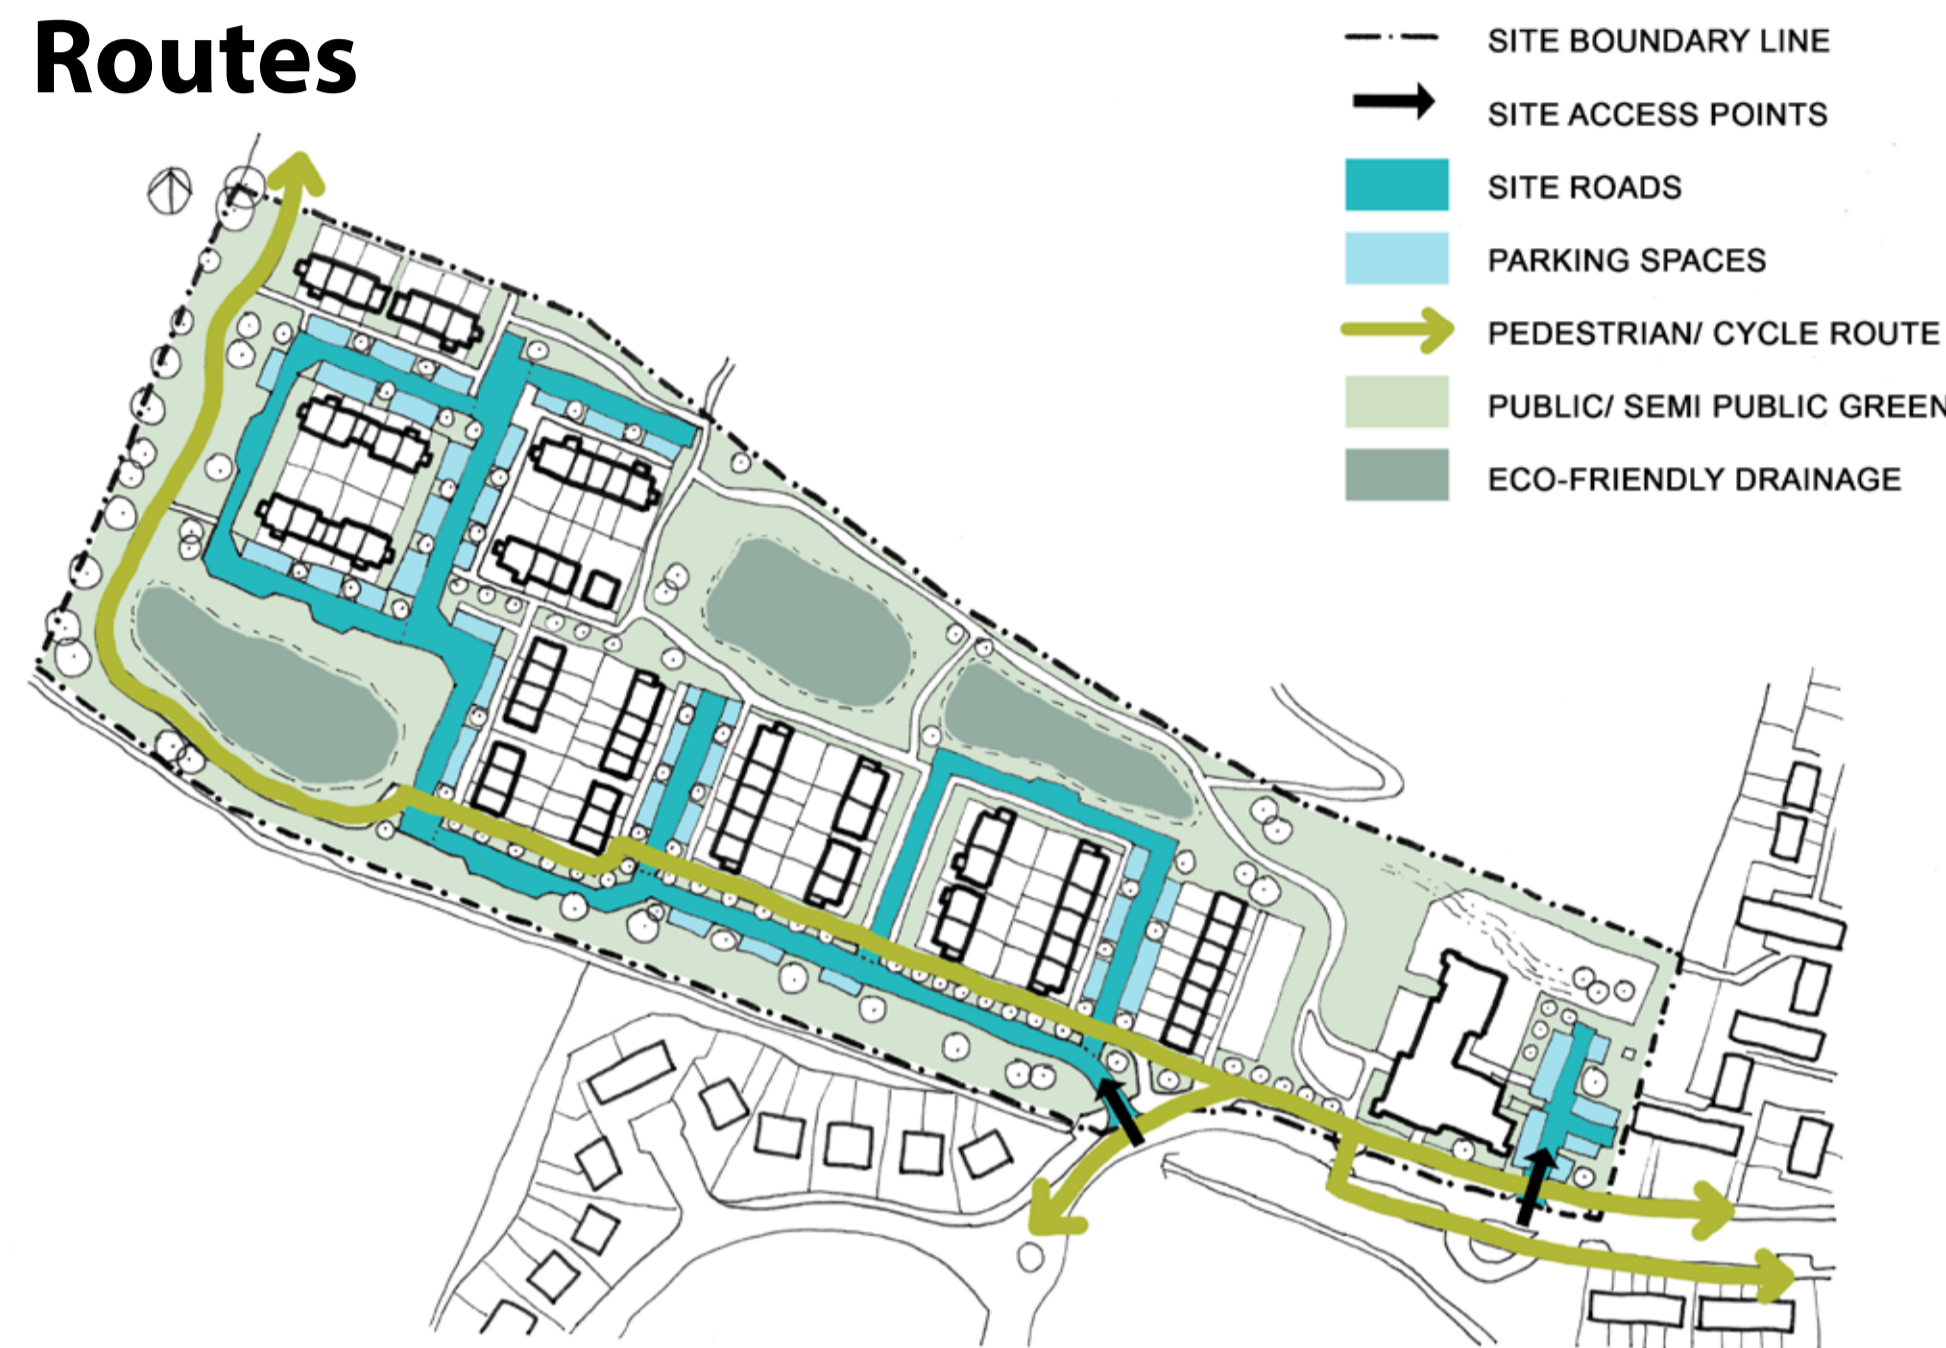 Routes
SITE BOUNDARY LINE
SITE ACCESS POINTS
SITE ROADS
PARKING SPACES
PEDESTRIAN/ CYCLE ROUTE
PUBLIC/ SEMI PUBLIC GREEN
ECO-FRIENDLY DRAINAGE